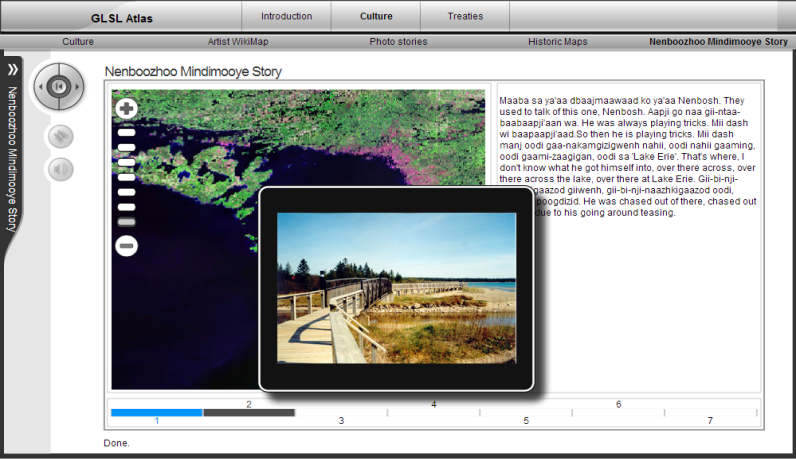 GLSL Atlas
Introduction
Culture
Treaties
Culture
Artist WikiMap
Photo stories
Historic Maps
Nenboozhoo Mindimooye Story
Nenboozhoo Mindimooye Story
Nenboozhoo Mindimooye Story
Maaba sa ya'aa dbaajmaawaad ko ya'aa Nenbosh. They
used to talk of this one, Nenbosh. Aapji go naa gii-ntaa-
baabaapji'aan wa. He was always playing tricks. Mii dash
wi baapaapji'aad.So then he is playing tricks. Mii dash
manj oodi gaa-nakamgizigwenh nahii, oodi nahii gaaming,
oodi gaami-zaagigan, oodi sa 'Lake Erie'. That's where, I
don't know what he got himself into, over there across, over
there across the lake, over there at Lake Erie. Gii-bi-nji-
gaazod giiwenh, gii-bi-nji-naazhkigaazod oodi,
poogdizid. He was chased out of there, chased out
due to his going around teasing.
2
4
6
1
3
5
7
Done.